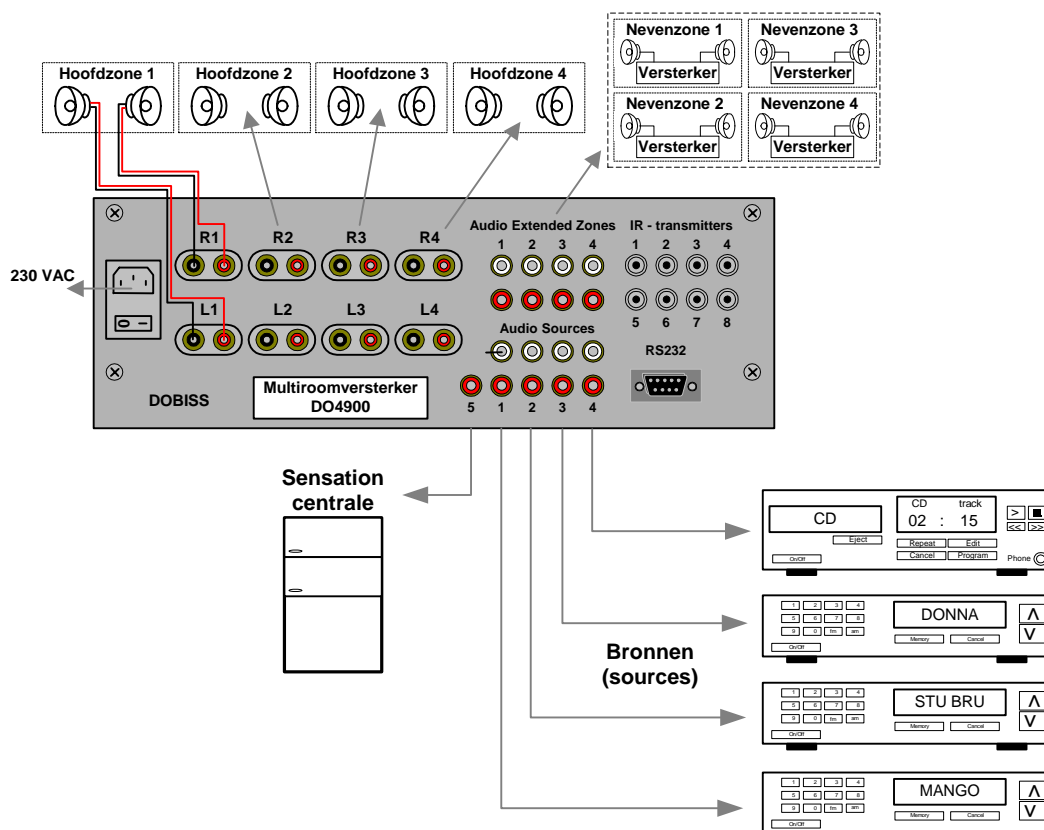 Nevenzone 1
Versterker
Nevenzone 3
Versterker
Nevenzone 2
Versterker
Nevenzone 4
Versterker
Hoofdzone 1
Hoofdzone 2
Hoofdzone 3
Hoofdzone 4
230 VAC
R1 R2 R3 R4
L1 L2 L3 L4
Audio Extended Zones
1 2 3 4
IR - transmitters
1 2 3 4
5 6 7 8
Audio Sources
5 1 2 3 4
RS232
DOBISS
Multiroomversterker
DO4900
Sensation
centrale
Bronnen
(sources)
CD
Eject
On/Off
CD track
02 : 15
Repeat Edit
Cancel Program
>
<< >>
Phone
1 2 3 4
5 6 7 8
9 0 fm am
On/Off
DONNA
Memory Cancel
1 2 3 4
5 6 7 8
9 0 fm am
On/Off
STU BRU
Memory Cancel
1 2 3 4
5 6 7 8
9 0 fm am
On/Off
MANGO
Memory Cancel